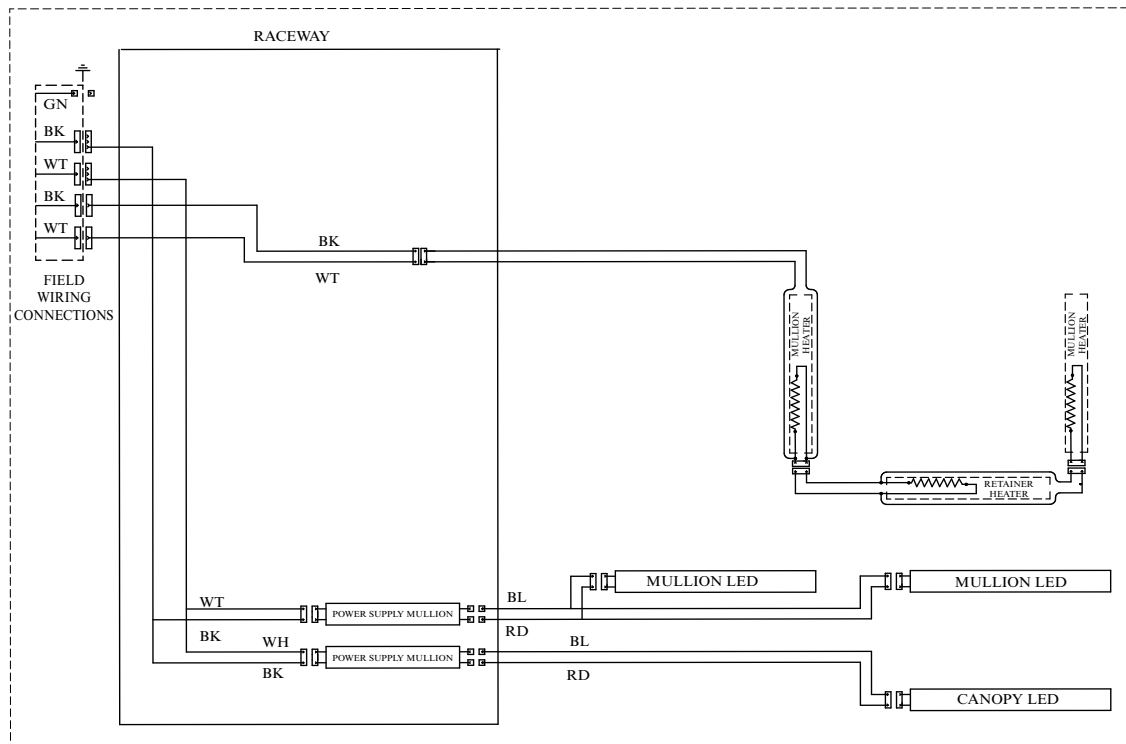 RACEWAY
GN
BK
WT
BK
WT
FIELD
WIRING
CONNECTIONS
BK
WT
MULLION
HEATER
MULLION
HEATER
RETAINER
HEATER
MULLION LED
MULLION LED
WT
POWER SUPPLY MULLION
BL
BK
RD
WH
POWER SUPPLY MULLION
BL
BK
RD
CANOPY LED